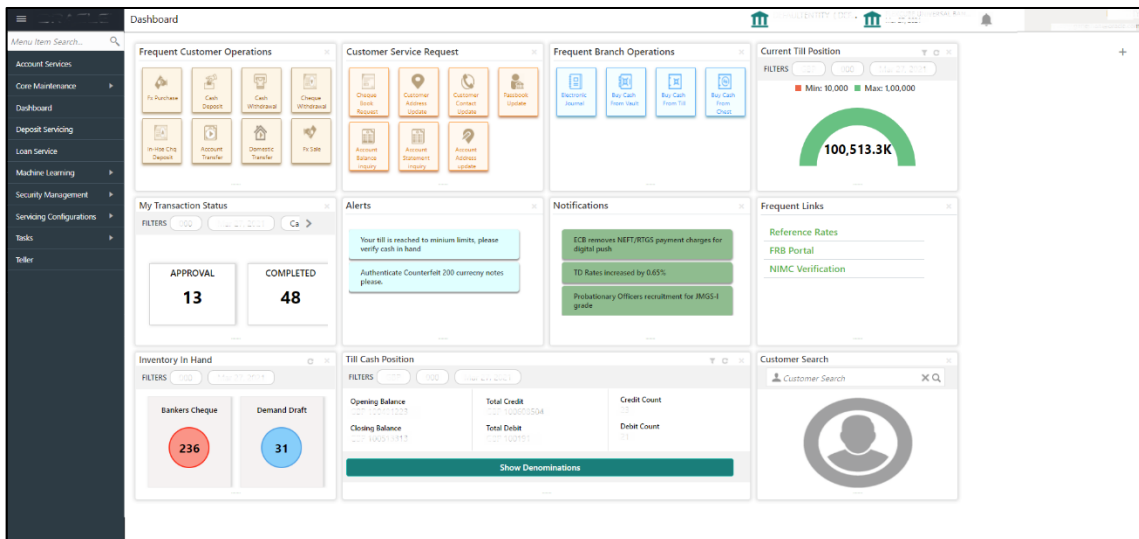 Dashboard
Menu Item Search...
Account Services
Core Maintenance
Dashboard
Deposit Servicing
Loan Service
Machine Learning
Security Management
Servicing Configurations
Tasks
Teller
Frequent Customer Operations
Fx Purchase
Cash
Deposit
Cash
Withdrawal
Cheque
Withdrawal
In-Hse Chq
Deposit
Account
Transfer
Domestic
Transfer
Fx Sale
Customer Service Request
Cheque
Book
Request
Customer
Address
Update
Customer
Contact
Update
Passbook
Update
Account
Balance
Inquiry
Account
Statement
Inquiry
Account
Address
update
Frequent Branch Operations
Electronic
Journal
Buy Cash
From Vault
Buy Cash
From Till
Buy Cash
From
Chest
Current Till Position
FILTERS
Min: 10,000 Max: 1,00,000
100,513.3K
My Transaction Status
FILTERS
Ca
APPROVAL
13
COMPLETED
48
Alerts
Your till is reached to minium limits, please
verify cash in hand
Authenticate Counterfeit 200 currecny notes
please.
Notifications
ECB removes NEFT/RTGS payment charges for
digital push
TD Rates increased by 0.65%
Probationary Officers recruitment for JMGS-I
grade
Frequent Links
Reference Rates
FRB Portal
NIMC Verification
Inventory In Hand
FILTERS
Bankers Cheque
236
Demand Draft
31
Till Cash Position
FILTERS
Opening Balance
Total Credit
Credit Count
Closing Balance
Total Debit
Debit Count
Show Denominations
Customer Search
Customer Search